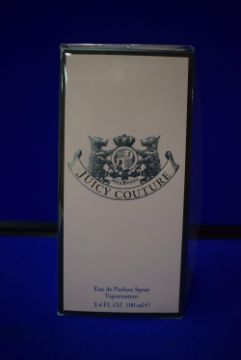 JUICY COUTURE
Eau de Parfum Spray
Vaporisateur
3.4 FL OZ 100 ml ℮